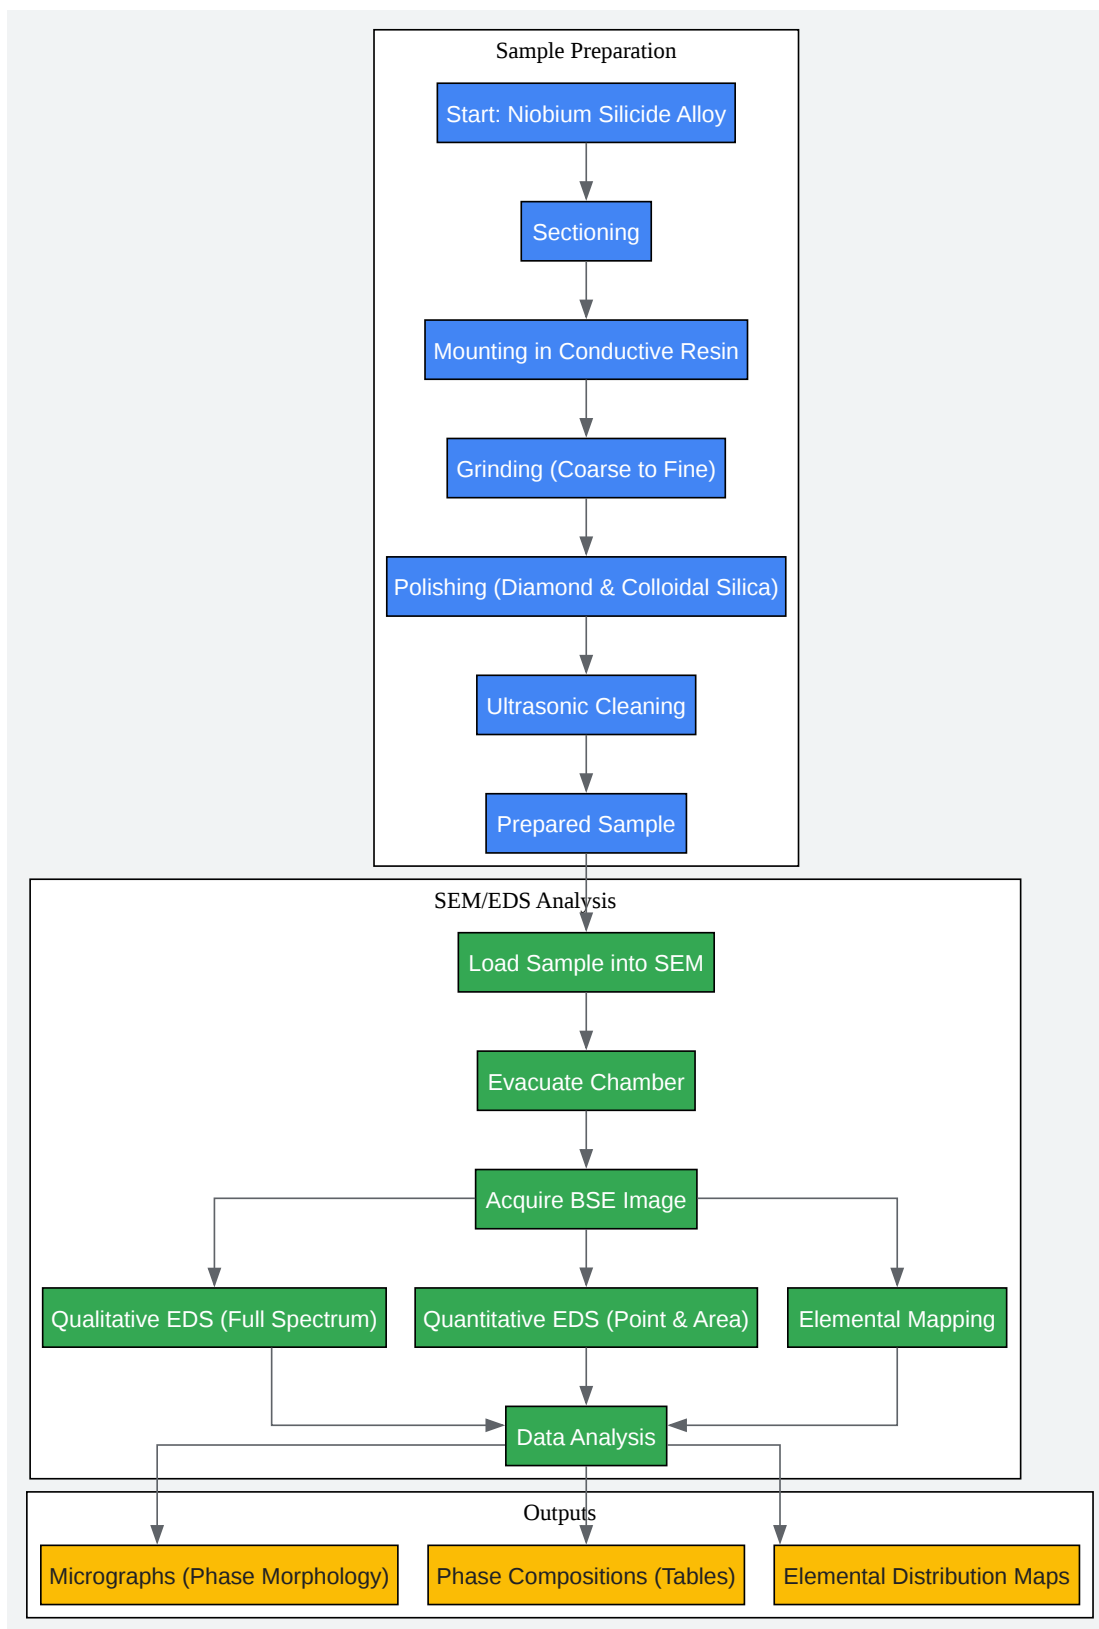 Sample Preparation
Start: Niobium Silicide Alloy
Sectioning
Mounting in Conductive Resin
Grinding (Coarse to Fine)
Polishing (Diamond & Colloidal Silica)
Ultrasonic Cleaning
Prepared Sample
SEM/EDS Analysis
Load Sample into SEM
Evacuate Chamber
Acquire BSE Image
Qualitative EDS (Full Spectrum)
Quantitative EDS (Point & Area)
Elemental Mapping
Data Analysis
Outputs
Micrographs (Phase Morphology)
Phase Compositions (Tables)
Elemental Distribution Maps